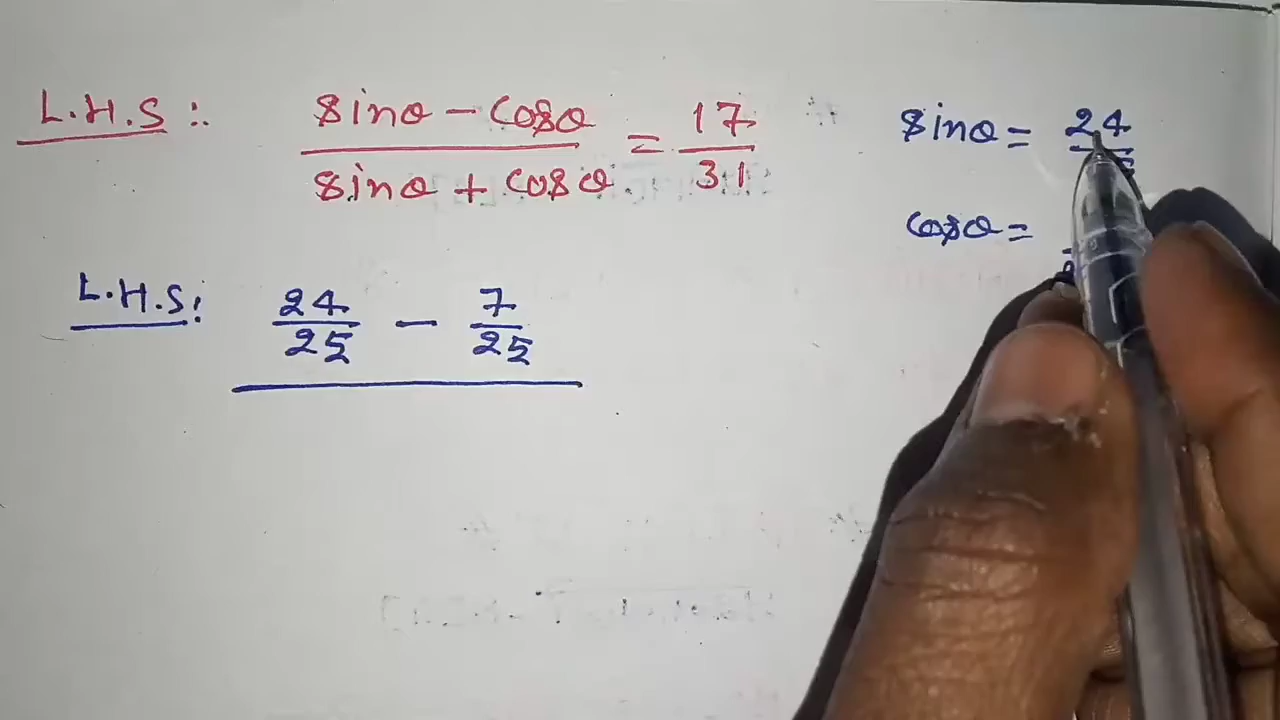 L.H.S :. sinθ − cosθ / sinθ + cosθ = 17/31
sinθ = 24
cosθ =
L.H.S: 24/25 − 7/25